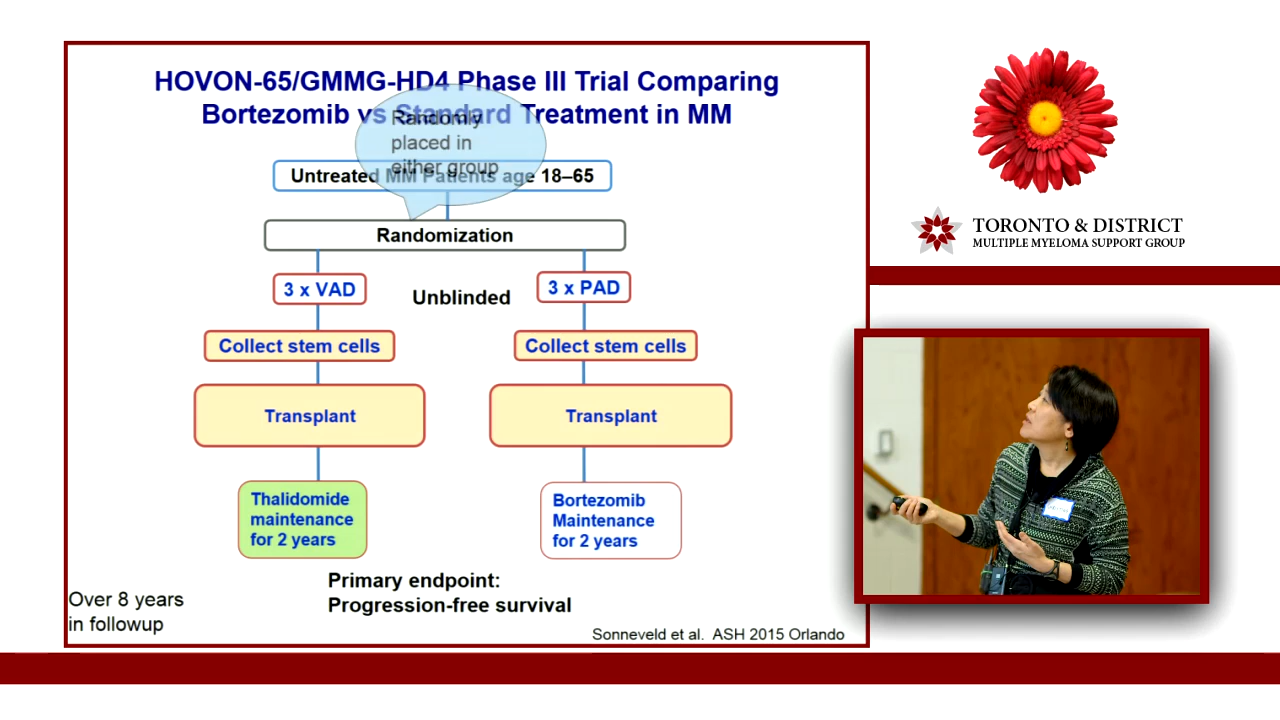 HOVON-65/GMMG-HD4 Phase III Trial Comparing
Bortezomib vs Standard Treatment in MM
Randomly
placed in
either group
Untreated MM Patients age 18–65
Randomization
3 x VAD
Unblinded
3 x PAD
Collect stem cells
Collect stem cells
Transplant
Transplant
Thalidomide
maintenance
for 2 years
Bortezomib
Maintenance
for 2 years
Primary endpoint:
Progression-free survival
Over 8 years
in followup
Sonneveld et al. ASH 2015 Orlando
TORONTO & DISTRICT
MULTIPLE MYELOMA SUPPORT GROUP